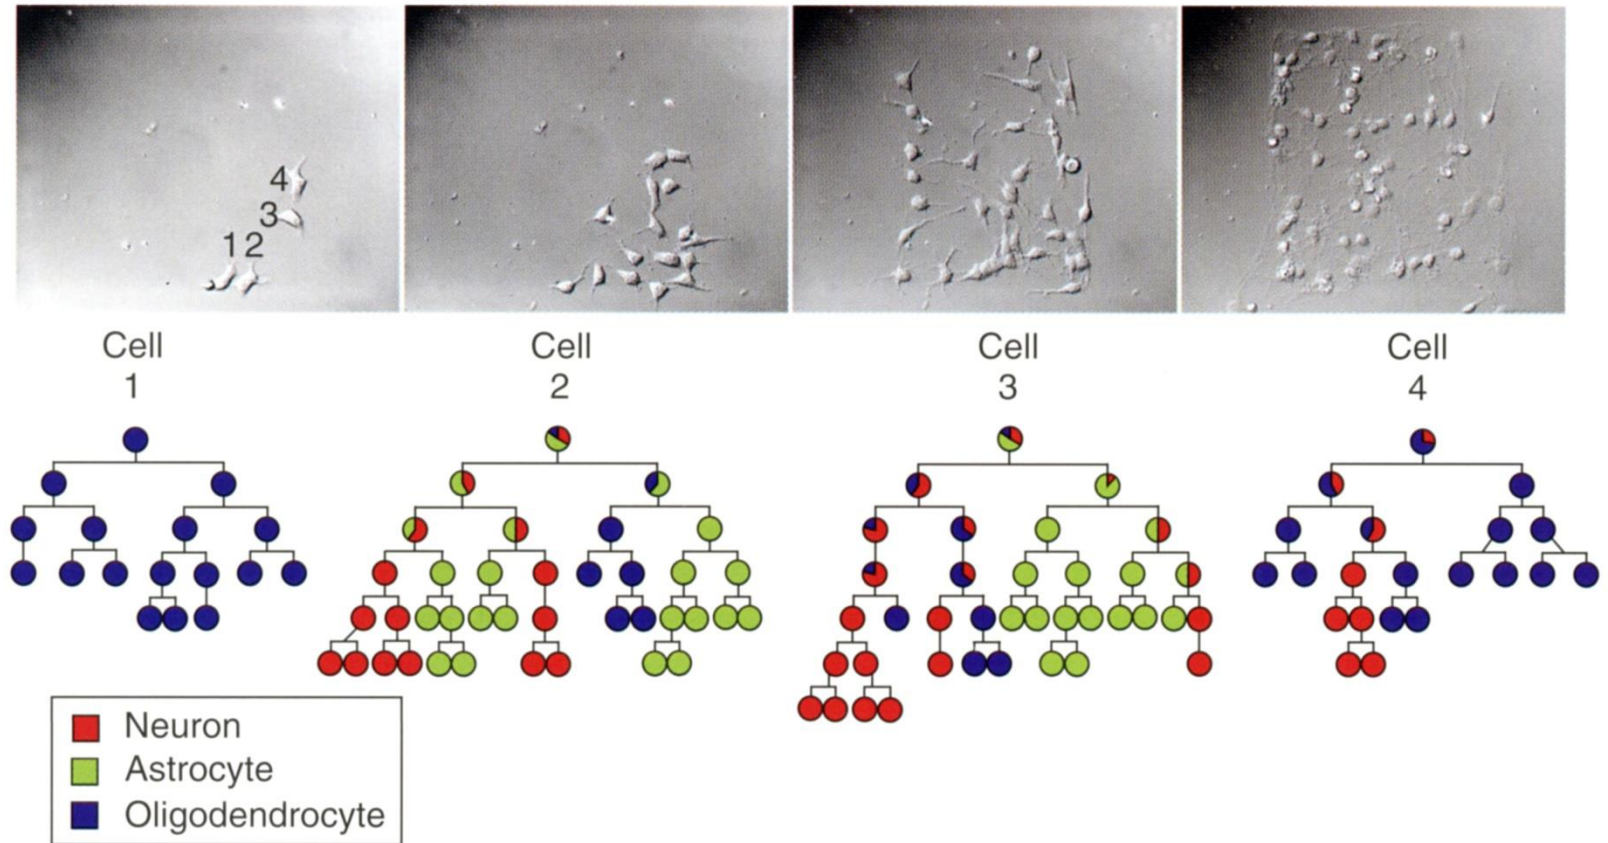 4
3
1 2
Cell
1
Cell
2
Cell
3
Cell
4
Neuron
Astrocyte
Oligodendrocyte